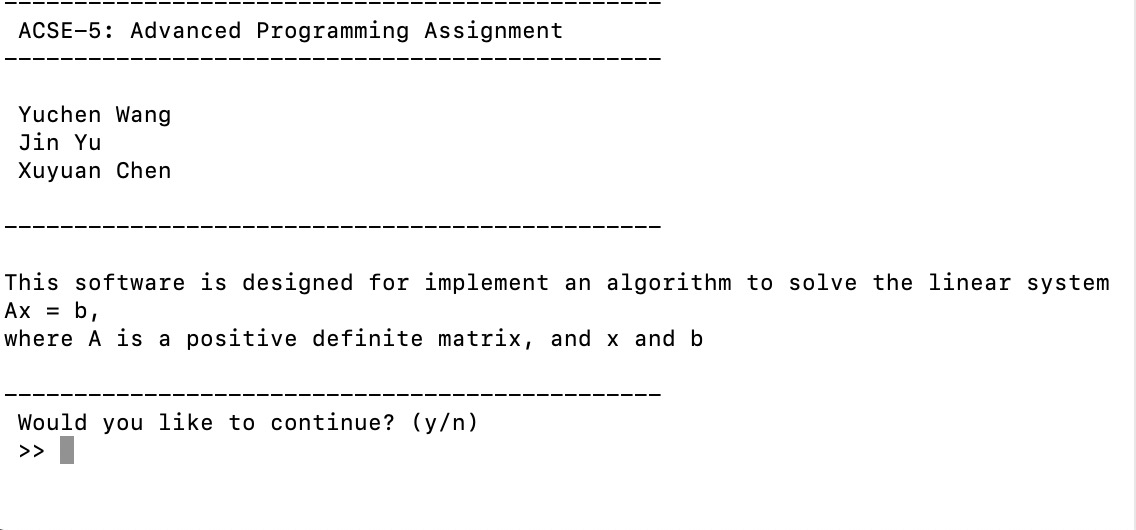 ------------------------------------------------
ACSE-5: Advanced Programming Assignment
------------------------------------------------
Yuchen Wang
Jin Yu
Xuyuan Chen
------------------------------------------------
This software is designed for implement an algorithm to solve the linear system
Ax = b,
where A is a positive definite matrix, and x and b
------------------------------------------------
Would you like to continue? (y/n)
>>